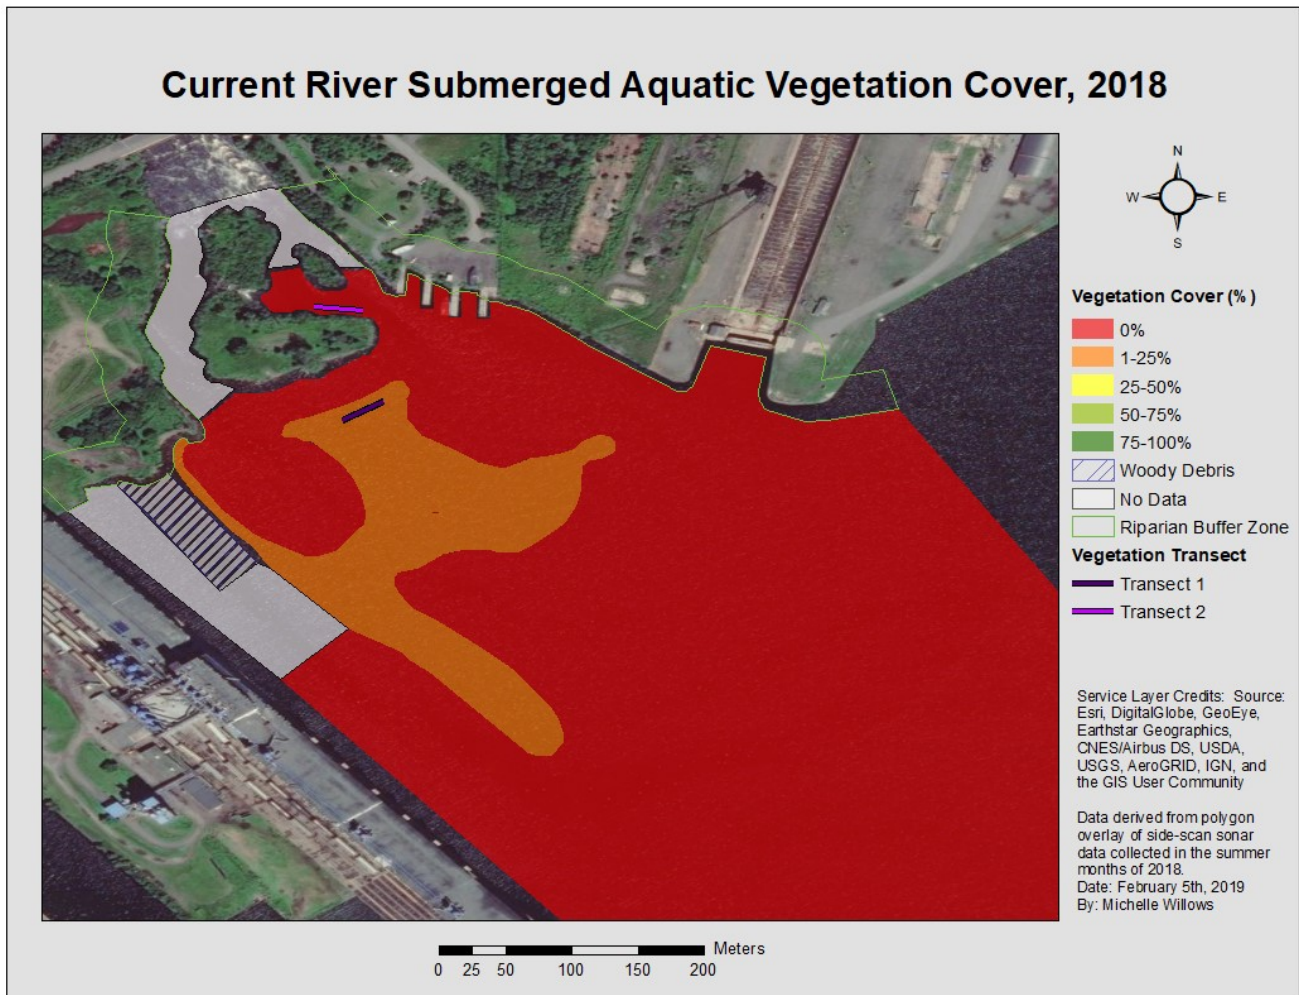 Current River Submerged Aquatic Vegetation Cover, 2018
N
W E
S
Vegetation Cover (% )
0%
1-25%
25-50%
50-75%
75-100%
Woody Debris
No Data
Riparian Buffer Zone
Vegetation Transect
Transect 1
Transect 2
Service Layer Credits: Source:
Esri, DigitalGlobe, GeoEye,
Earthstar Geographics,
CNES/Airbus DS, USDA,
USGS, AeroGRID, IGN, and
the GIS User Community
Data derived from polygon
overlay of side-scan sonar
data collected in the summer
months of 2018.
Date: February 5th, 2019
By: Michelle Willows
Meters
0 25 50 100 150 200